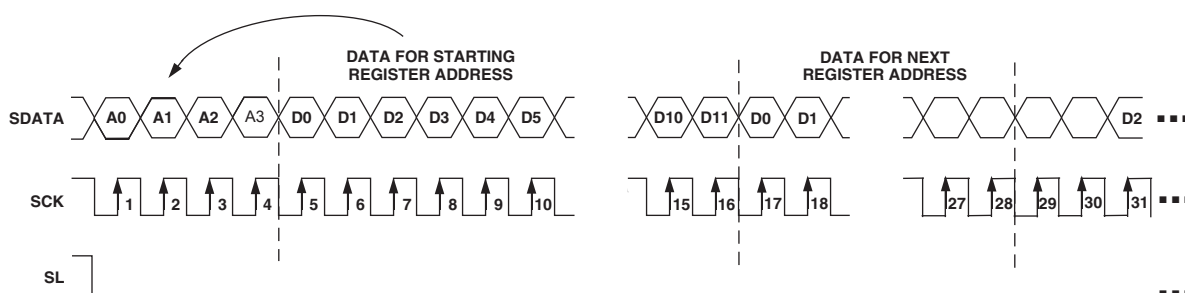 DATA FOR STARTING
REGISTER ADDRESS
DATA FOR NEXT
REGISTER ADDRESS
SDATA A0 A1 A2 A3 D0 D1 D2 D3 D4 D5 D10 D11 D0 D1 D2
SCK 1 2 3 4 5 6 7 8 9 10 15 16 17 18 27 28 29 30 31
SL